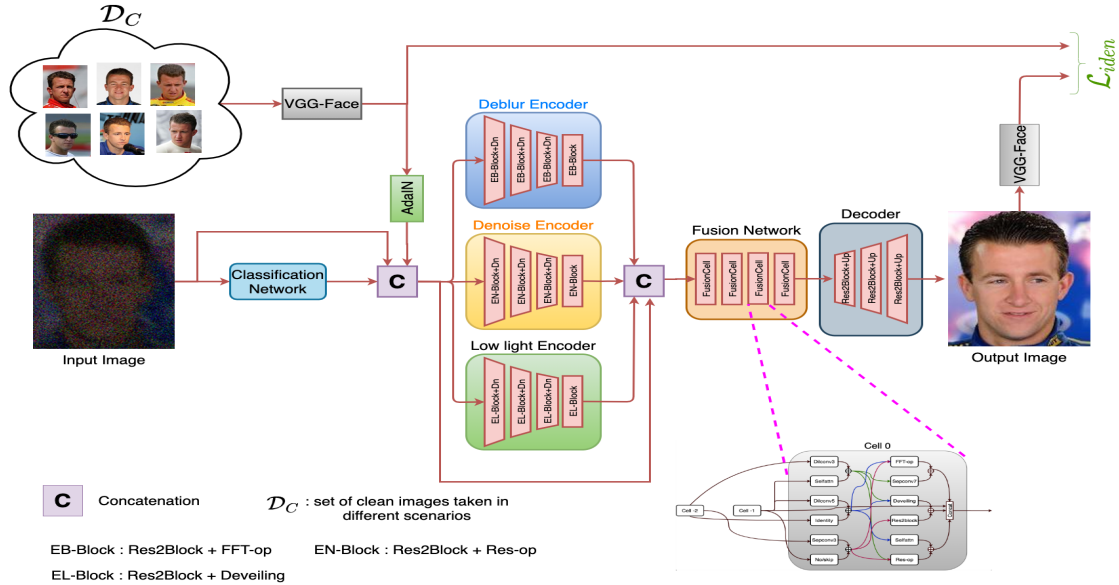 D_C
VGG-Face
AdaIN
L_iden
VGG-Face
Deblur Encoder
EB-Block+Dn
EB-Block+Dn
EB-Block+Dn
EB-Block
Input Image
Classification
Network
C
Denoise Encoder
EN-Block+Dn
EN-Block+Dn
EN-Block+Dn
EN-Block
Low light Encoder
EL-Block+Dn
EL-Block+Dn
EL-Block+Dn
EL-Block
C
Fusion Network
FusionCell
FusionCell
FusionCell
FusionCell
Decoder
Res2Block+Up
Res2Block+Up
Res2Block+Up
Output Image
Cell 0
Cell -2
Cell -1
Dilconv3
Selfattn
Dilconv5
Identity
Sepconv3
Noiskip
FFT-op
Sepconv7
Deveiling
Res2block
Selfattn
Res-op
Concat
C
Concatenation
D_C : set of clean images taken in
different scenarios
EB-Block : Res2Block + FFT-op
EN-Block : Res2Block + Res-op
EL-Block : Res2Block + Deveiling